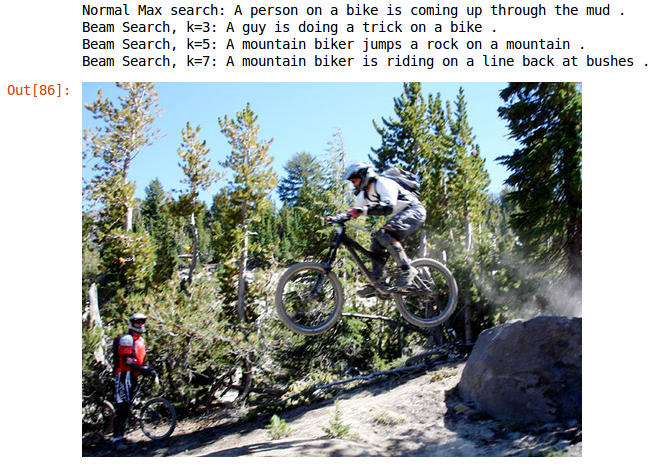 Normal Max search: A person on a bike is coming up through the mud .
Beam Search, k=3: A guy is doing a trick on a bike .
Beam Search, k=5: A mountain biker jumps a rock on a mountain .
Beam Search, k=7: A mountain biker is riding on a line back at bushes .
Out[86]: